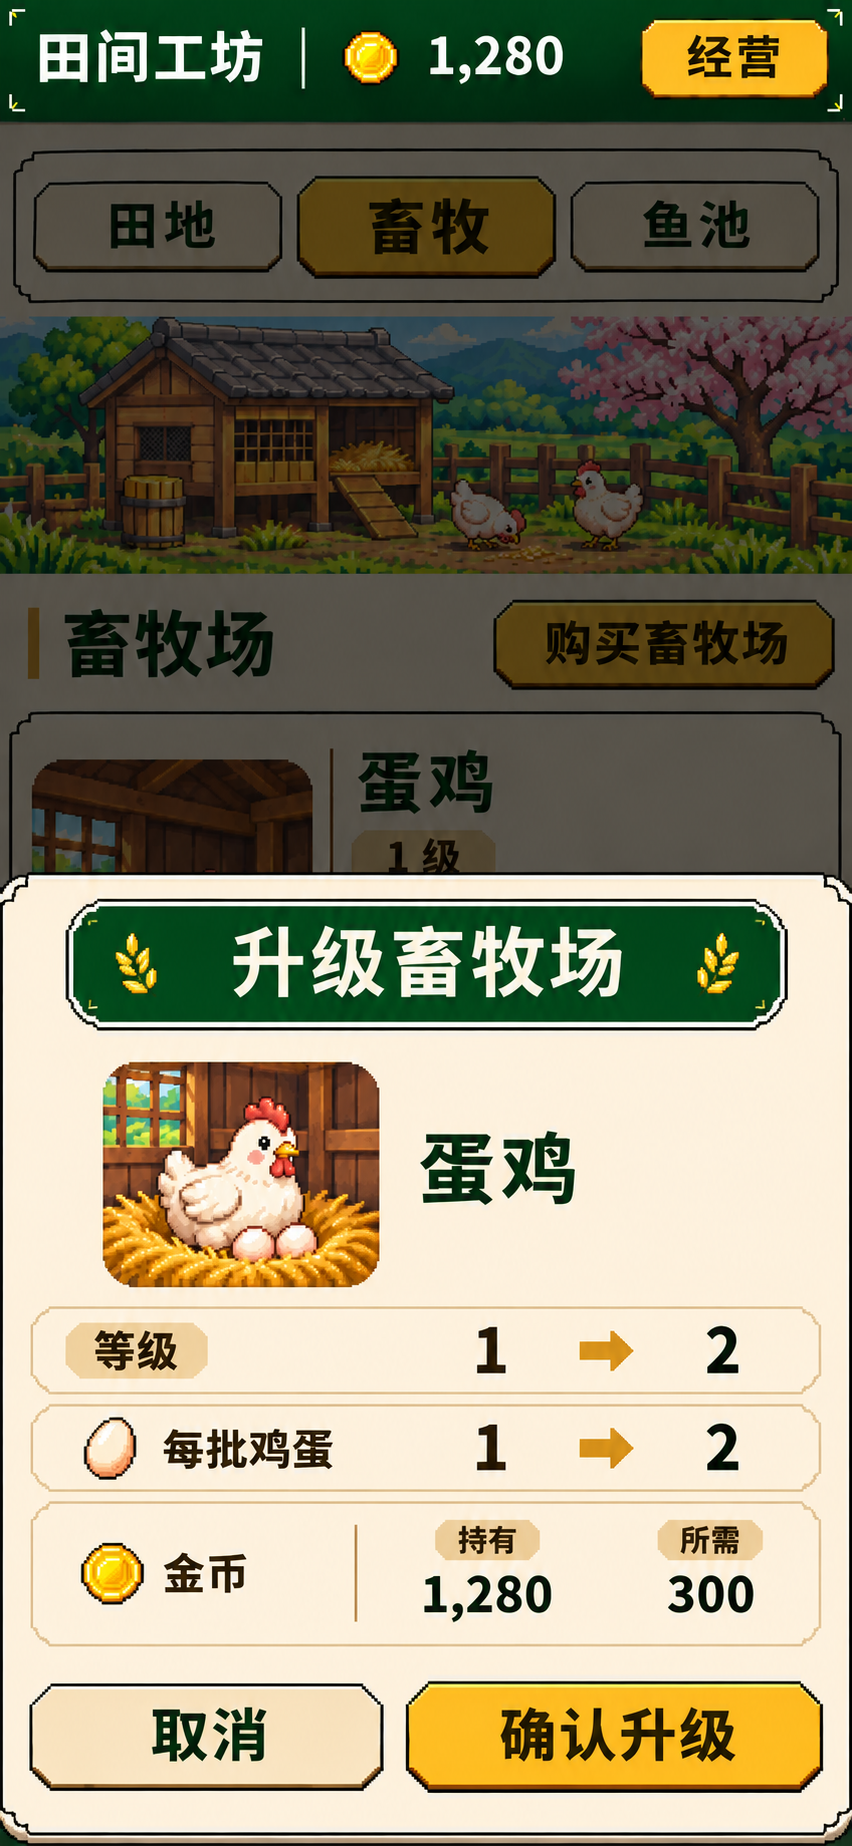 田间工坊 1,280 经营
田地 畜牧 鱼池
畜牧场 购买畜牧场
蛋鸡
1 级
升级畜牧场
蛋鸡
等级 1 2
每批鸡蛋 1 2
金币 持有 1,280 所需 300
取消 确认升级